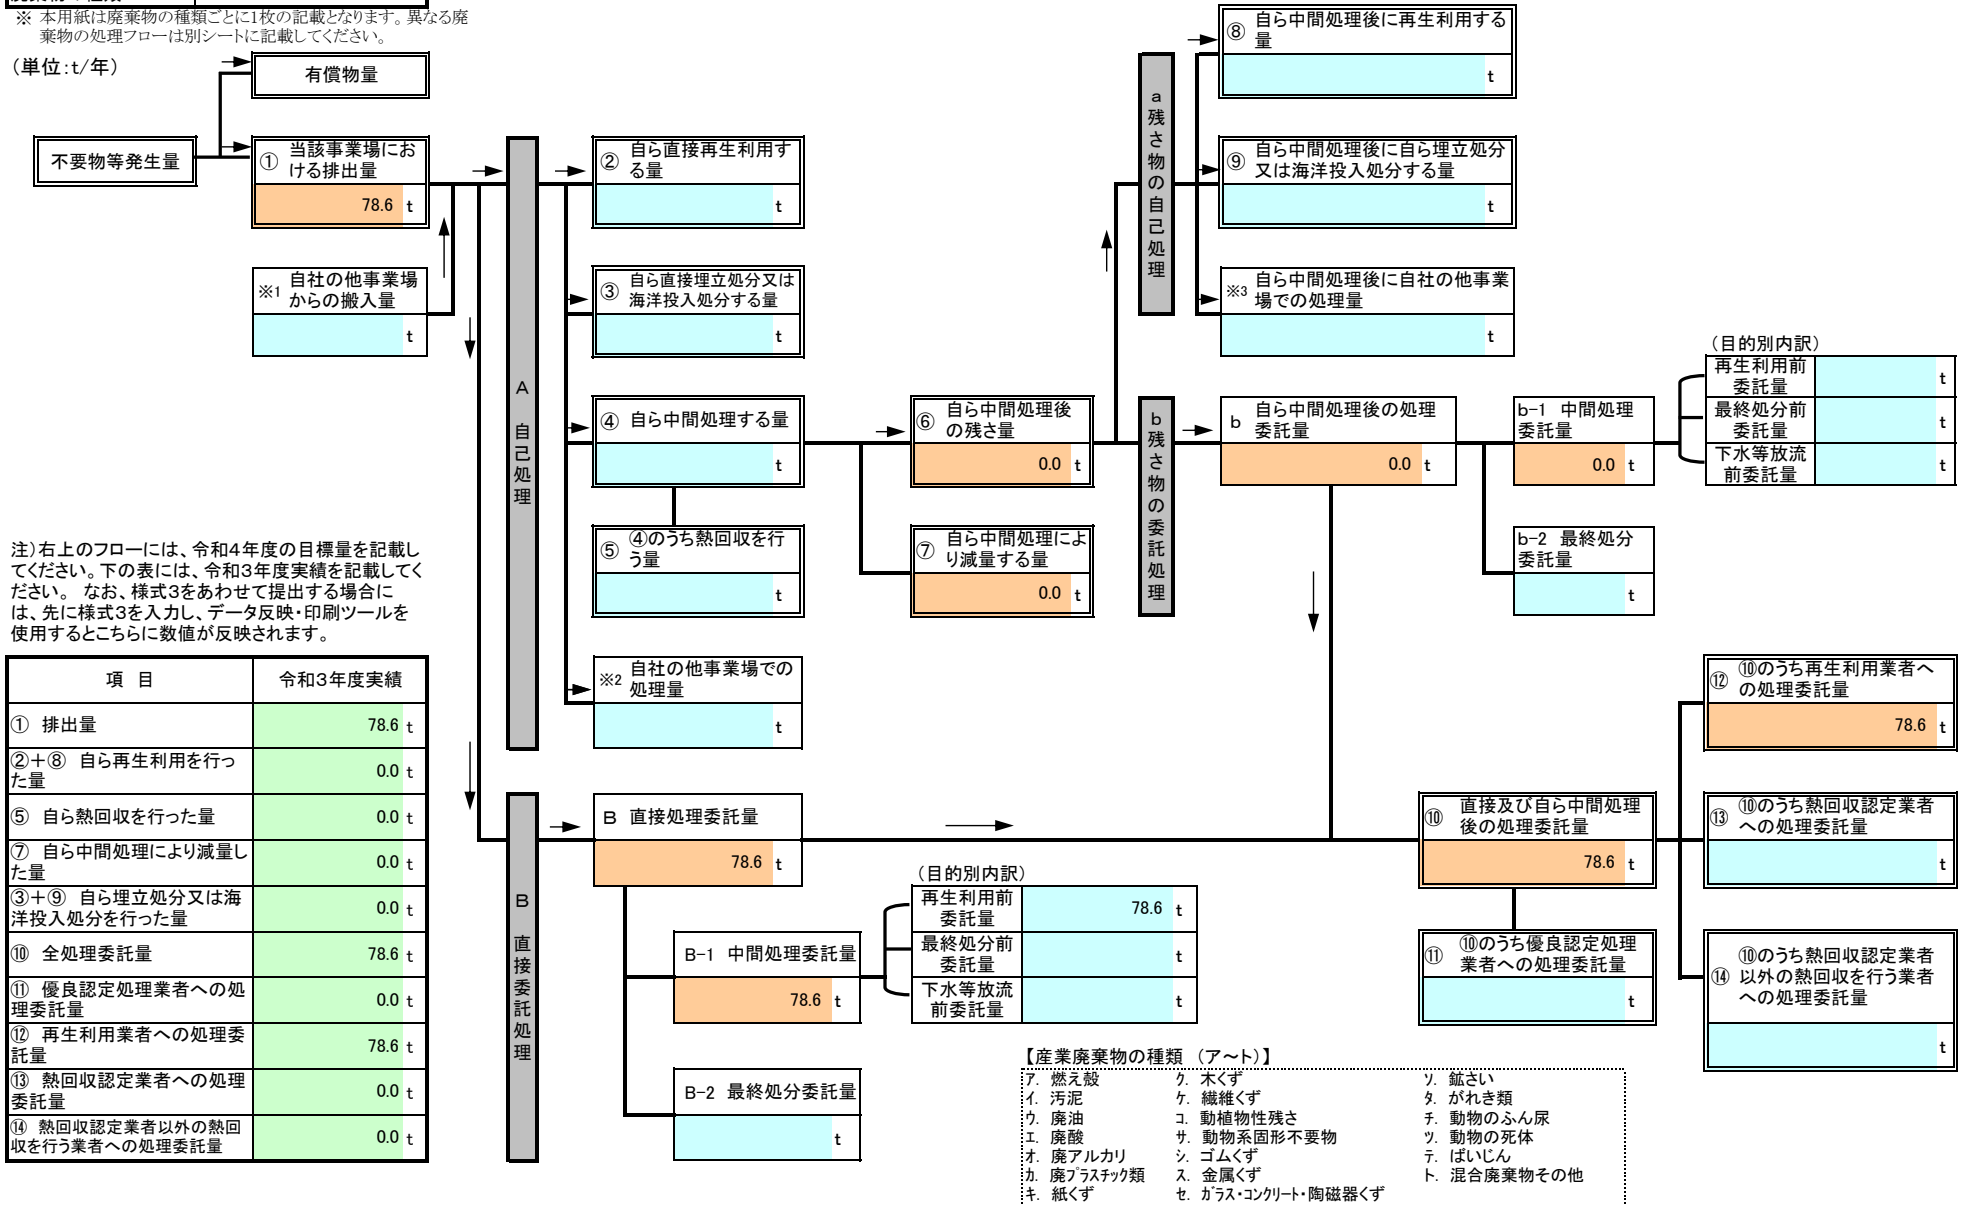 ※ 本用紙は廃棄物の種類ごとに1枚の記載となります。異なる廃
棄物の処理フローは別シートに記載してください。
（単位:t/年）
有償物量
不要物等発生量
① 当該事業場にお
ける排出量
78.6 t
※1 自社の他事業場
からの搬入量
t
A 自己処理
② 自ら直接再生利用す
る量
t
③ 自ら直接埋立処分又は
海洋投入処分する量
t
④ 自ら中間処理する量
t
⑤ ④のうち熱回収を行
う量
t
※2 自社の他事業場での
処理量
t
⑥ 自ら中間処理後
の残さ量
0.0 t
⑦ 自ら中間処理によ
り減量する量
0.0 t
a 残さ物の自己処理
⑧ 自ら中間処理後に再生利用する
量
t
⑨ 自ら中間処理後に自ら埋立処分
又は海洋投入処分する量
t
※3 自ら中間処理後に自社の他事業
場での処理量
t
b 残さ物の委託処理
b 自ら中間処理後の処理
委託量
0.0 t
b-1 中間処理
委託量
0.0 t
（目的別内訳）
再生利用前
委託量
t
最終処分前
委託量
t
下水等放流
前委託量
t
b-2 最終処分
委託量
t
注）右上のフローには、令和4年度の目標量を記載し
てください。下の表には、令和3年度実績を記載してく
ださい。 なお、様式3をあわせて提出する場合に
は、先に様式3を入力し、データ反映・印刷ツールを
使用するとこちらに数値が反映されます。
項 目 令和3年度実績
① 排出量 78.6 t
②+⑧ 自ら再生利用を行っ
た量 0.0 t
⑤ 自ら熱回収を行った量 0.0 t
⑦ 自ら中間処理により減量し
た量 0.0 t
③+⑨ 自ら埋立処分又は海
洋投入処分を行った量 0.0 t
⑩ 全処理委託量 78.6 t
⑪ 優良認定処理業者への処
理委託量 0.0 t
⑫ 再生利用業者への処理委
託量 78.6 t
⑬ 熱回収認定業者への処理
委託量 0.0 t
⑭ 熱回収認定業者以外の熱回
収を行う業者への処理委託量 0.0 t
B 直接委託処理
B 直接処理委託量
78.6 t
B-1 中間処理委託量
78.6 t
（目的別内訳）
再生利用前
委託量
78.6 t
最終処分前
委託量
t
下水等放流
前委託量
t
B-2 最終処分委託量
t
⑩ 直接及び自ら中間処理
後の処理委託量
78.6 t
⑪ ⑩のうち優良認定処理
業者への処理委託量
t
⑫ ⑩のうち再生利用業者へ
の処理委託量
78.6 t
⑬ ⑩のうち熱回収認定業者
への処理委託量
t
⑭ ⑩のうち熱回収認定業者
以外の熱回収を行う業者
への処理委託量
t
【産業廃棄物の種類 （ア～ト）】
ア. 燃え殻 ク. 木くず ソ. 鉱さい
イ. 汚泥 ケ. 繊維くず タ. がれき類
ウ. 廃油 コ. 動植物性残さ チ. 動物のふん尿
エ. 廃酸 サ. 動物系固形不要物 ツ. 動物の死体
オ. 廃アルカリ シ. ゴムくず テ. ばいじん
カ. 廃プラスチック類 ス. 金属くず ト. 混合廃棄物その他
キ. 紙くず セ. ガラス・コンクリート・陶磁器くず